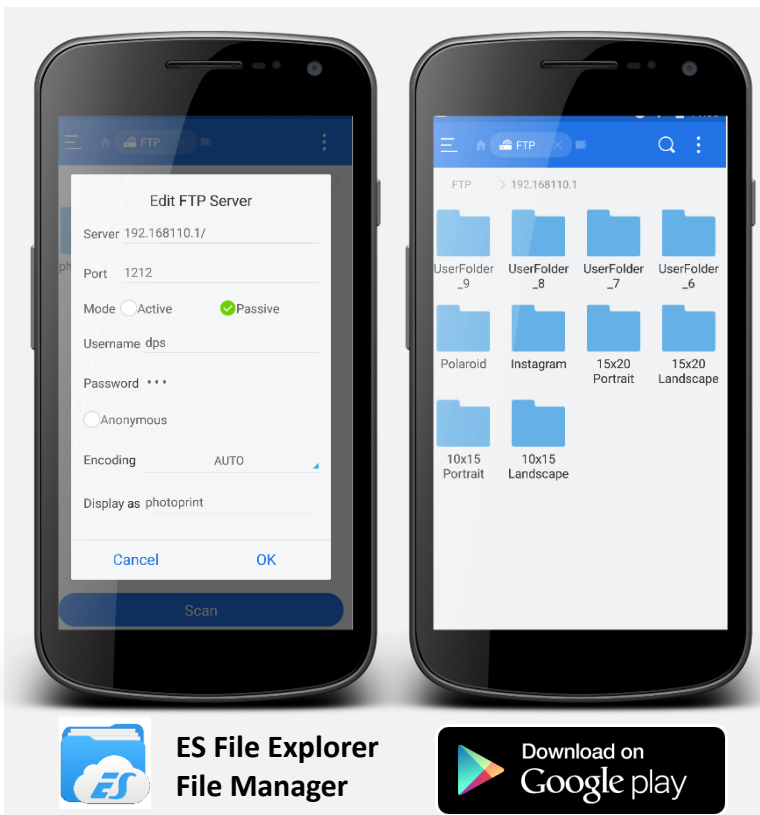 FTP
Edit FTP Server
Server 192.168110.1/
Port 1212
Mode Active Passive
Username dps
Password •••
Anonymous
Encoding AUTO
Display as photoprint
Cancel OK
Scan
FTP
FTP > 192.168110.1
UserFolder
_9
UserFolder
_8
UserFolder
_7
UserFolder
_6
Polaroid
Instagram
15x20
Portrait
15x20
Landscape
10x15
Portrait
10x15
Landscape
ES
ES File Explorer
File Manager
Download on
Google play